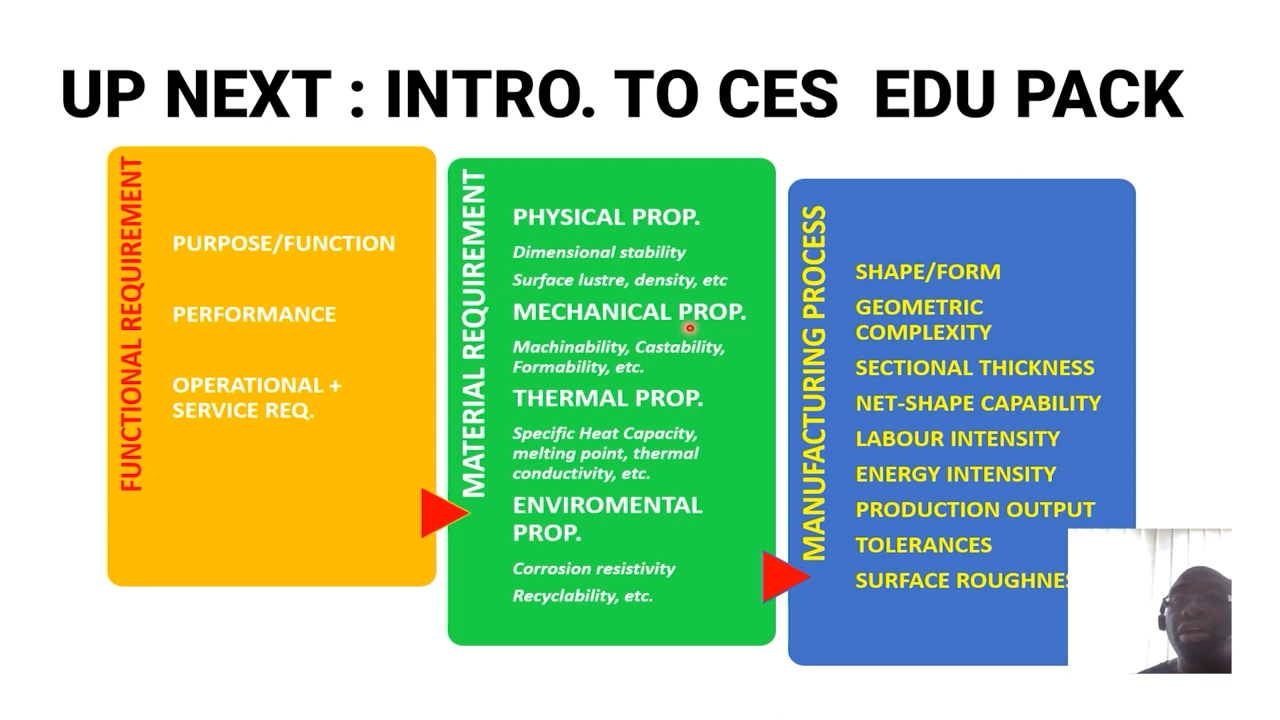 UP NEXT : INTRO. TO CES EDU PACK
FUNCTIONAL REQUIREMENT
PURPOSE/FUNCTION
PERFORMANCE
OPERATIONAL +
SERVICE REQ.
MATERIAL REQUIREMENT
PHYSICAL PROP.
Dimensional stability
Surface lustre, density, etc
MECHANICAL PROP.
Machinability, Castability,
Formability, etc.
THERMAL PROP.
Specific Heat Capacity,
melting point, thermal
conductivity, etc.
ENVIROMENTAL
PROP.
Corrosion resistivity
Recyclability, etc.
MANUFACTURING PROCESS
SHAPE/FORM
GEOMETRIC
COMPLEXITY
SECTIONAL THICKNESS
NET-SHAPE CAPABILITY
LABOUR INTENSITY
ENERGY INTENSITY
PRODUCTION OUTPUT
TOLERANCES
SURFACE